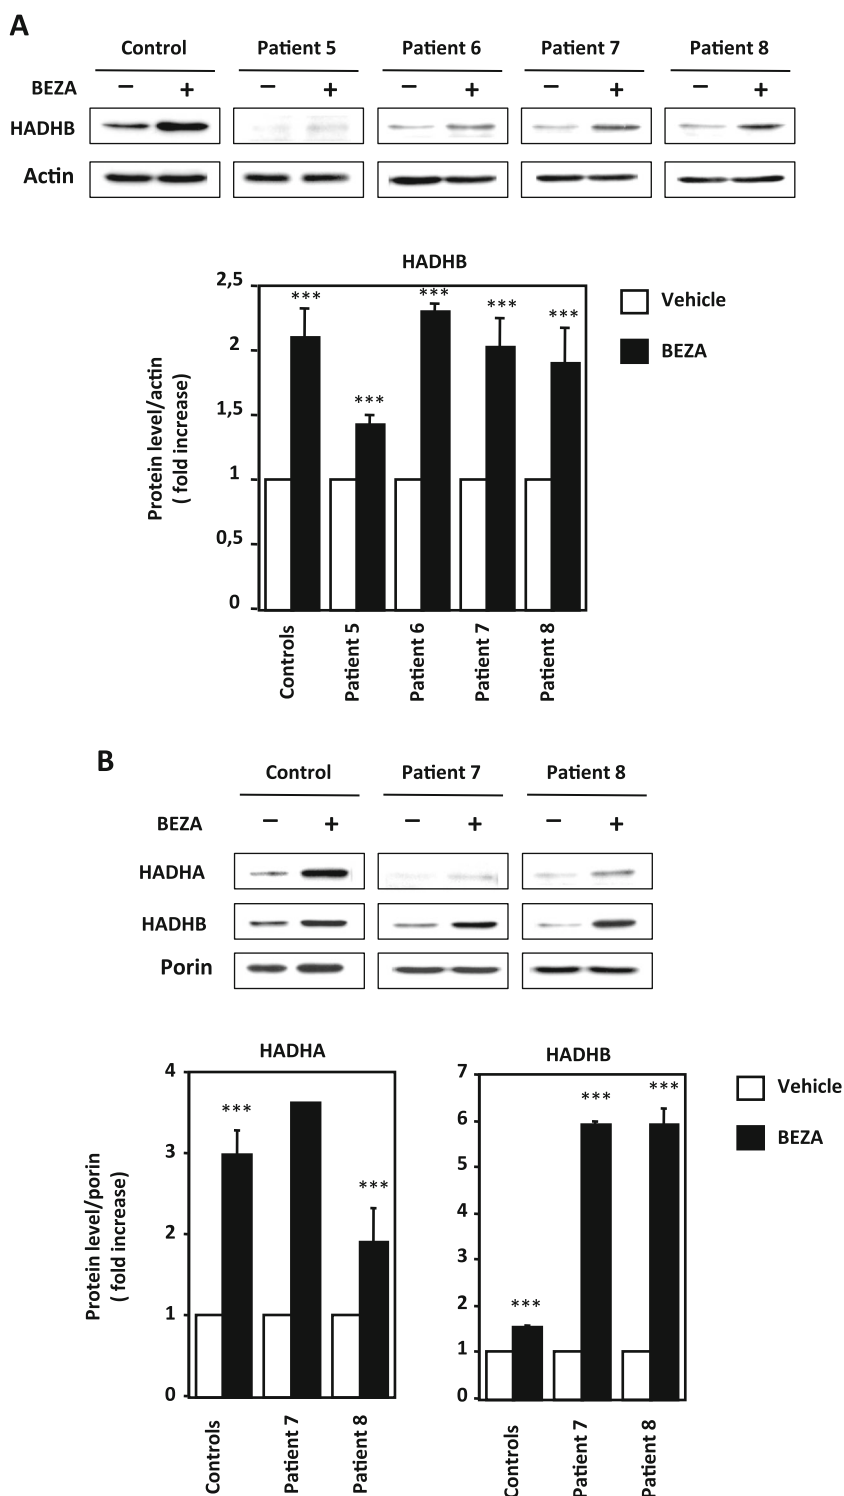 A
Control Patient 5 Patient 6 Patient 7 Patient 8
BEZA − + − + − + − + − +
HADHB
Actin
HADHB
2,5
2
1,5
1
0,5
0
Protein level/actin
( fold increase)
*** *** *** *** ***
Vehicle
BEZA
Controls
Patient 5
Patient 6
Patient 7
Patient 8
B
Control Patient 7 Patient 8
BEZA − + − + − +
HADHA
HADHB
Porin
HADHA
4
3
2
1
0
Protein level/porin
( fold increase)
*** ***
Controls
Patient 7
Patient 8
HADHB
7
6
5
4
3
2
1
0
*** *** ***
Controls
Patient 7
Patient 8
Vehicle
BEZA